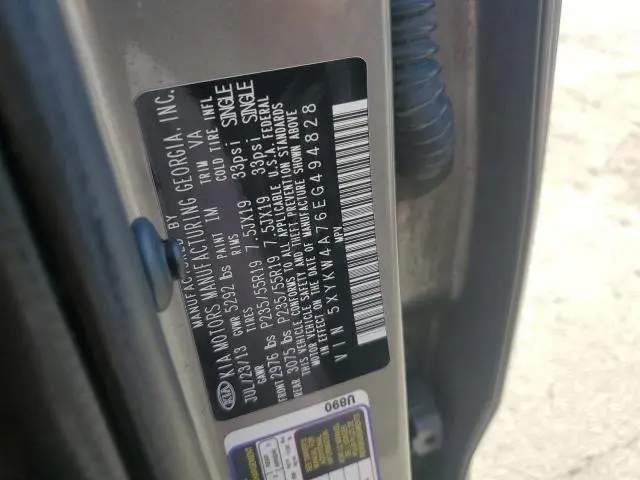 MANUFACTURED BY
KIA MOTORS MANUFACTURING GEORGIA, INC.
JUL/23/13 GVWR 5292 lbs PAINT IM TRIM VA
GAWR TIRES RIMS COLD TIRE INFL
FRONT 2976 lbs P235/55R19 7.5JX19 33psi SINGLE
REAR 3075 lbs P235/55R19 7.5JX19 33psi SINGLE
THIS VEHICLE CONFORMS TO ALL APPLICABLE U.S.A. FEDERAL
MOTOR VEHICLE SAFETY AND THEFT PREVENTION STANDARDS
IN EFFECT ON THE DATE OF MANUFACTURE SHOWN ABOVE
VIN 5XYKW4A76EG494828
MPV
U890